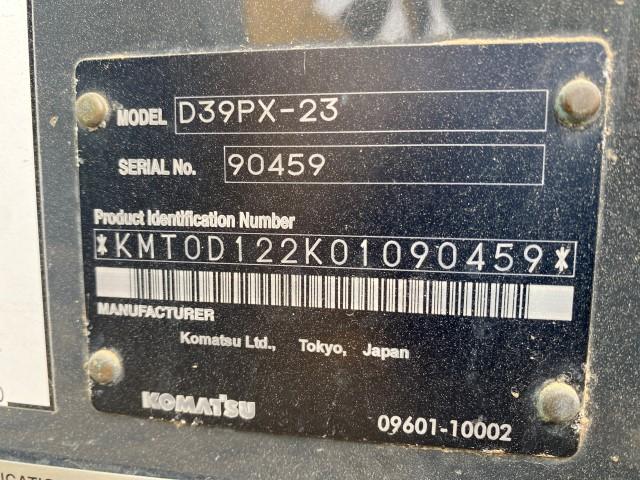 MODEL D39PX-23
SERIAL No. 90459
Product Identification Number
*KMT0D122K01090459*
MANUFACTURER
Komatsu Ltd., Tokyo, Japan
KOMATSU
09601-10002